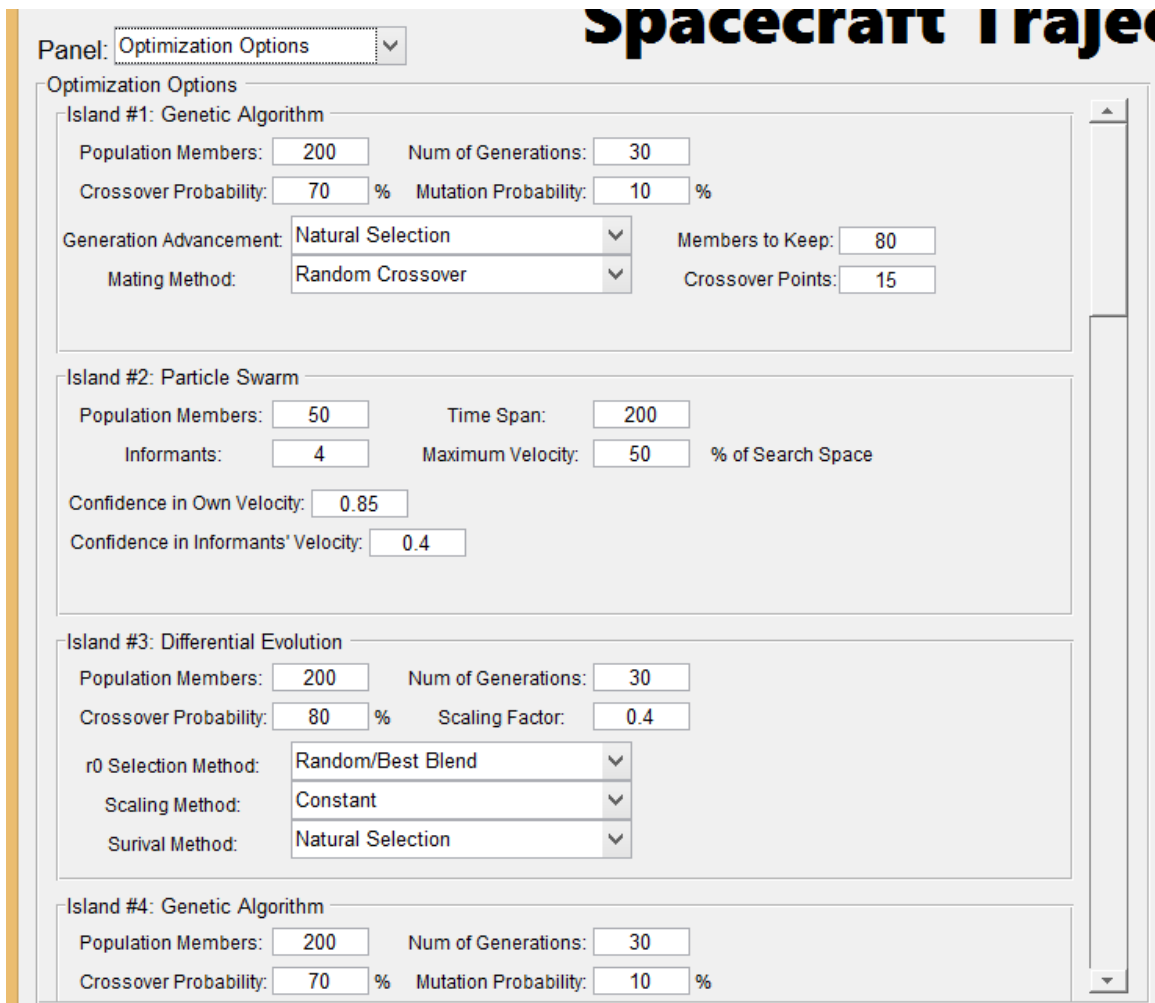 Spacecraft Traje
Panel: Optimization Options
Optimization Options
Island #1: Genetic Algorithm
Population Members: 200 Num of Generations: 30
Crossover Probability: 70 % Mutation Probability: 10 %
Generation Advancement: Natural Selection Members to Keep: 80
Mating Method: Random Crossover Crossover Points: 15
Island #2: Particle Swarm
Population Members: 50 Time Span: 200
Informants: 4 Maximum Velocity: 50 % of Search Space
Confidence in Own Velocity: 0.85
Confidence in Informants' Velocity: 0.4
Island #3: Differential Evolution
Population Members: 200 Num of Generations: 30
Crossover Probability: 80 % Scaling Factor: 0.4
r0 Selection Method: Random/Best Blend
Scaling Method: Constant
Surival Method: Natural Selection
Island #4: Genetic Algorithm
Population Members: 200 Num of Generations: 30
Crossover Probability: 70 % Mutation Probability: 10 %